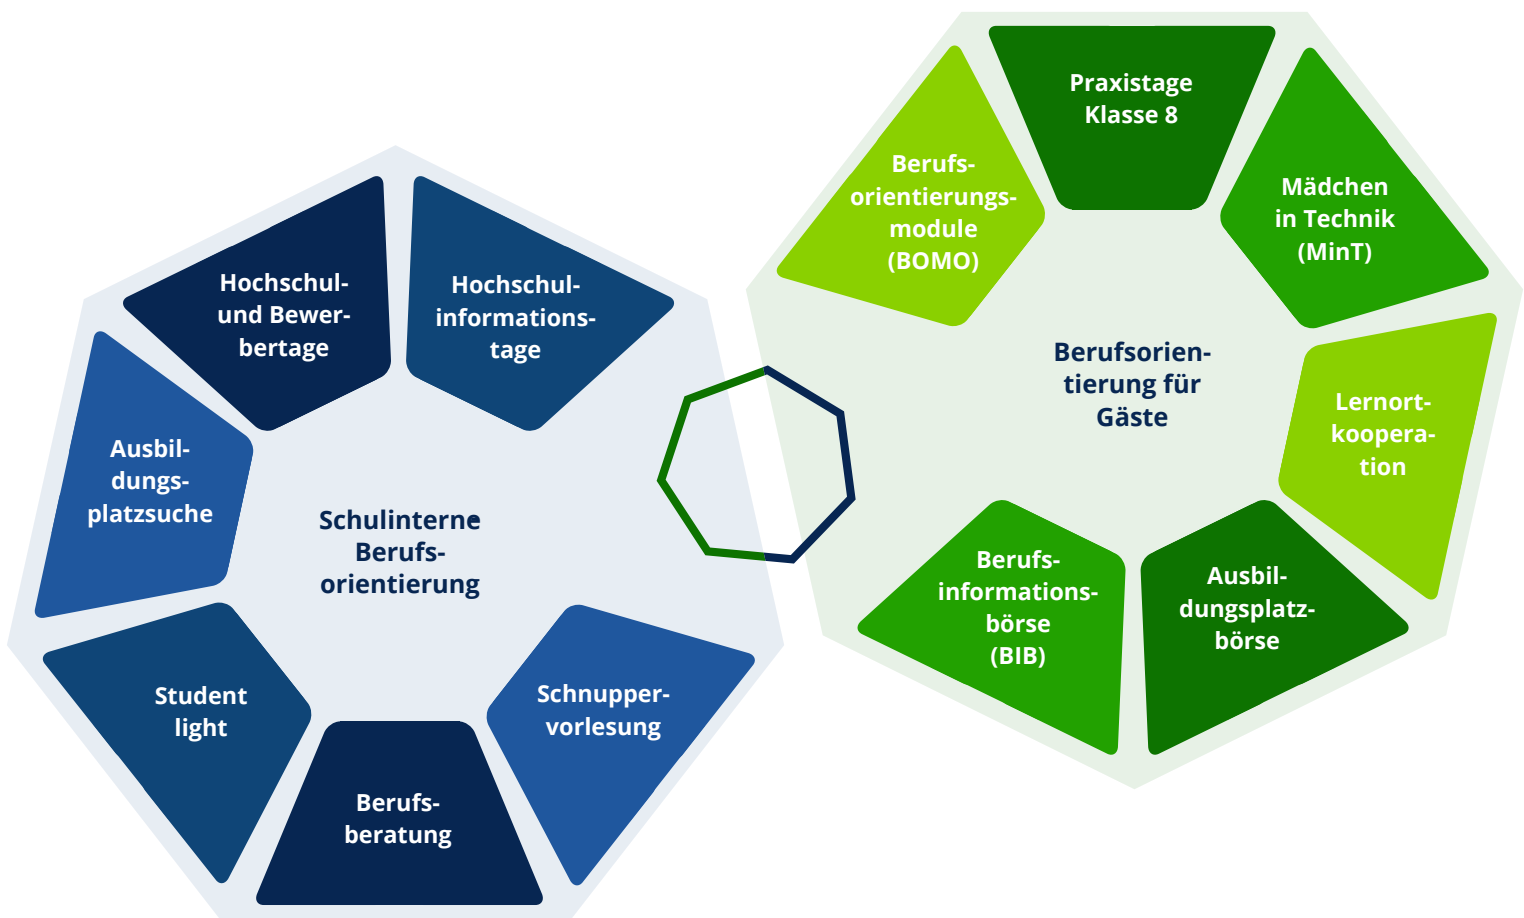 Praxistage
Klasse 8
Berufs-
orientierungs-
module
(BOMO)
Mädchen
in Technik
(MinT)
Berufsorien-
tierung für
Gäste
Lernort-
koopera-
tion
Berufs-
informations-
börse
(BIB)
Ausbil-
dungsplatz-
börse
Hochschul-
und Bewer-
bertage
Hochschul-
informations-
tage
Ausbil-
dungs-
platzsuche
Schulinterne
Berufs-
orientierung
Student
light
Schnupper-
vorlesung
Berufs-
beratung